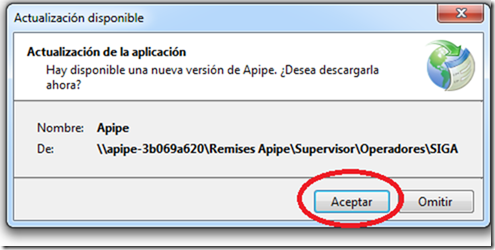 Actualización disponible
Actualización de la aplicación
Hay disponible una nueva versión de Apipe. ¿Desea descargarla
ahora?
Nombre: Apipe
De: \\apipe-3b069a620\Remises Apipe\Supervisor\Operadores\SIGA
Aceptar Omitir